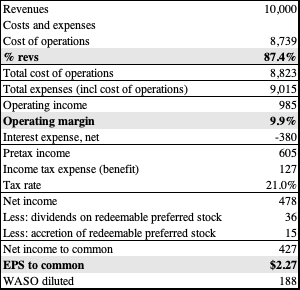 Revenues 10,000
Costs and expenses
Cost of operations 8,739
% revs 87.4%
Total cost of operations 8,823
Total expenses (incl cost of operations) 9,015
Operating income 985
Operating margin 9.9%
Interest expense, net -380
Pretax income 605
Income tax expense (benefit) 127
Tax rate 21.0%
Net income 478
Less: dividends on redeemable preferred stock 36
Less: accretion of redeemable preferred stock 15
Net income to common 427
EPS to common $2.27
WASO diluted 188